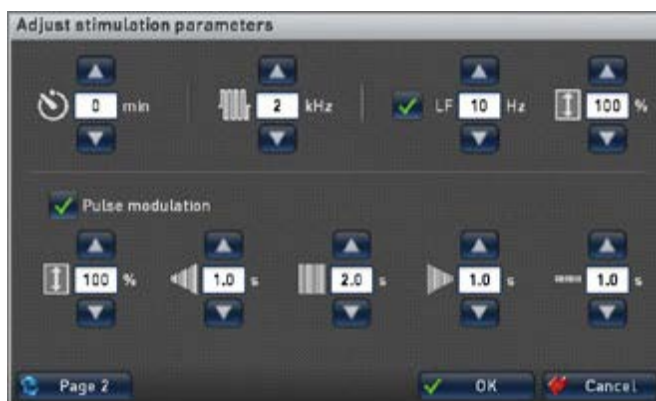 Adjust stimulation parameters
0 min 2 kHz LF 10 Hz 100 %
Pulse modulation
100 % 1.0 s 2.0 s 1.0 s 1.0 s
Page 2 OK Cancel